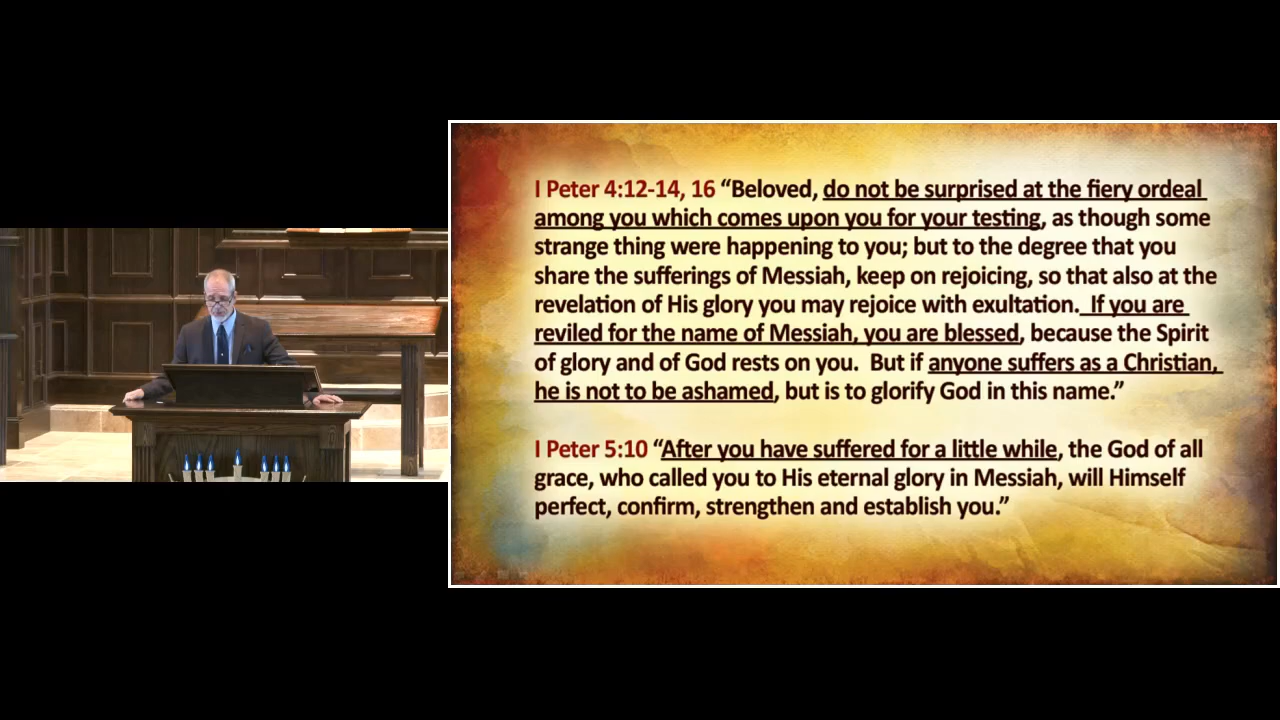 I Peter 4:12-14, 16 “Beloved, do not be surprised at the fiery ordeal
among you which comes upon you for your testing, as though some
strange thing were happening to you; but to the degree that you
share the sufferings of Messiah, keep on rejoicing, so that also at the
revelation of His glory you may rejoice with exultation.  If you are
reviled for the name of Messiah, you are blessed, because the Spirit
of glory and of God rests on you.  But if anyone suffers as a Christian,
he is not to be ashamed, but is to glorify God in this name.”
I Peter 5:10 “After you have suffered for a little while, the God of all
grace, who called you to His eternal glory in Messiah, will Himself
perfect, confirm, strengthen and establish you.”